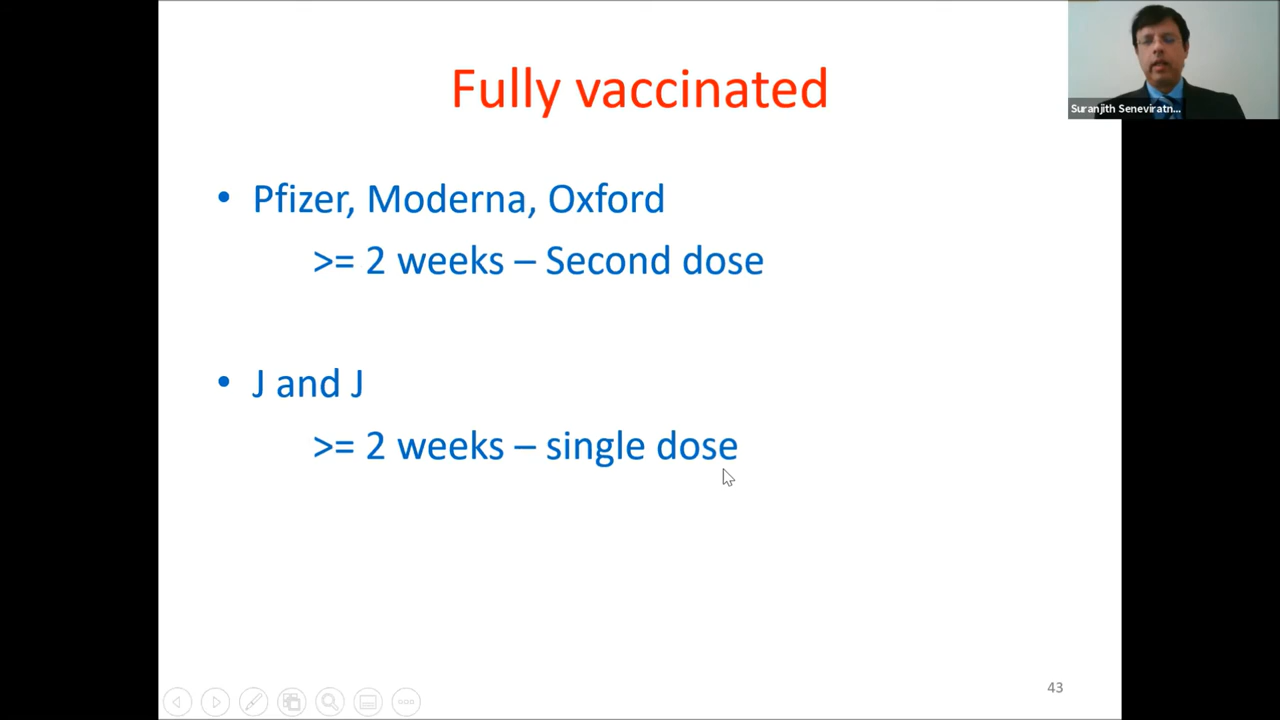 Fully vaccinated
Suranjith Seneviratn...
• Pfizer, Moderna, Oxford
>= 2 weeks – Second dose
• J and J
>= 2 weeks – single dose
43